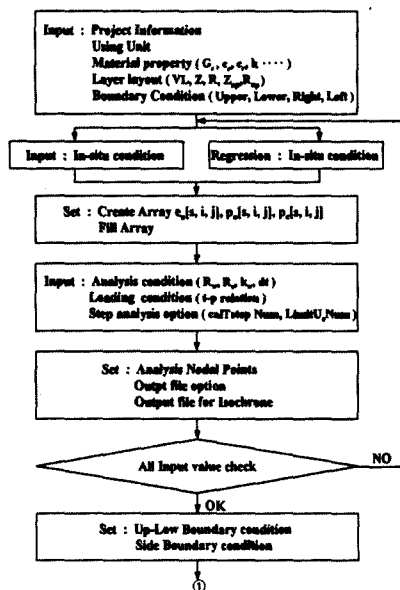 Input : Project Information
Using Unit
Material property ( G
Layer layout ( VL, Z, R,
Boundary Condition (Upper, Lower, Right, Left)
Input : In-situ condition
Regression : In-situ condition
Set : Create Array
Fill Array
Input : Analysis condition
Loading condition ( t-p relation )
Step analysis option
Set : Analysis Nodal Points
Outpt file option
Output file for Isochrone
All Input value check
NO
OK
Set : Up-Low Boundary condition
Side Boundary condition
①